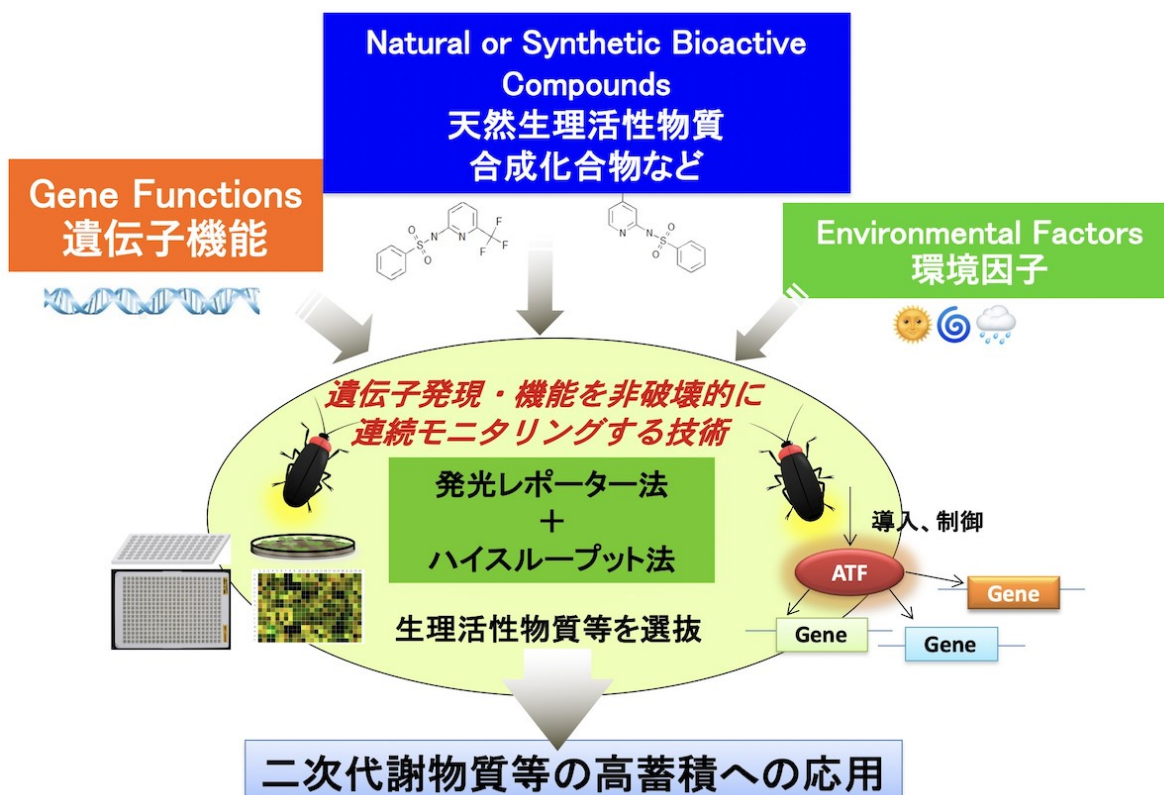 Natural or Synthetic Bioactive
Compounds
天然生理活性物質
合成化合物など
Gene Functions
遺伝子機能
Environmental Factors
環境因子
N
N
S
O
O
F
F
F
N
N
S
O
O
遺伝子発現・機能を非破壊的に
連続モニタリングする技術
発光レポーター法
+
ハイスループット法
導入、制御
ATF
Gene
Gene
Gene
生理活性物質等を選抜
二次代謝物質等の高蓄積への応用